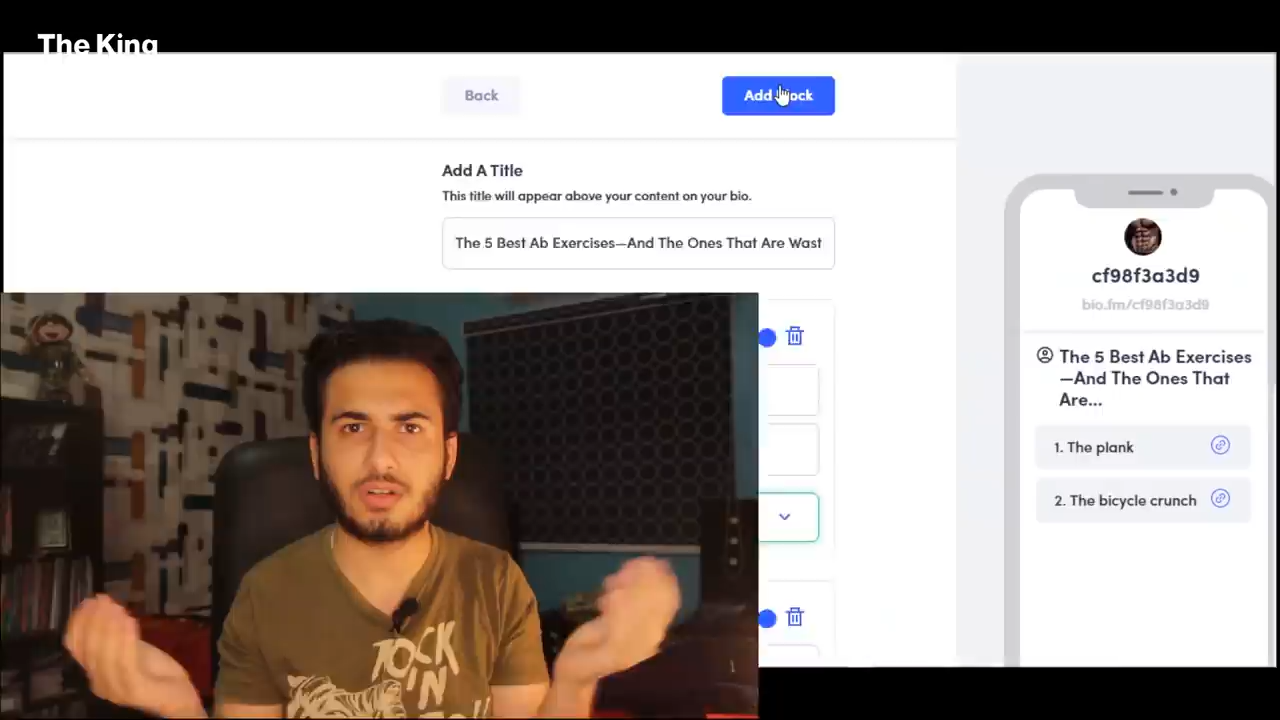 The King
Back
Add A Title
This title will appear above your content on your bio.
The 5 Best Ab Exercises—And The Ones That Are Wast
cf98f3a3d9
bio.fm/cf98f3a3d9
The 5 Best Ab Exercises
—And The Ones That
Are...
1. The plank
2. The bicycle crunch
IN